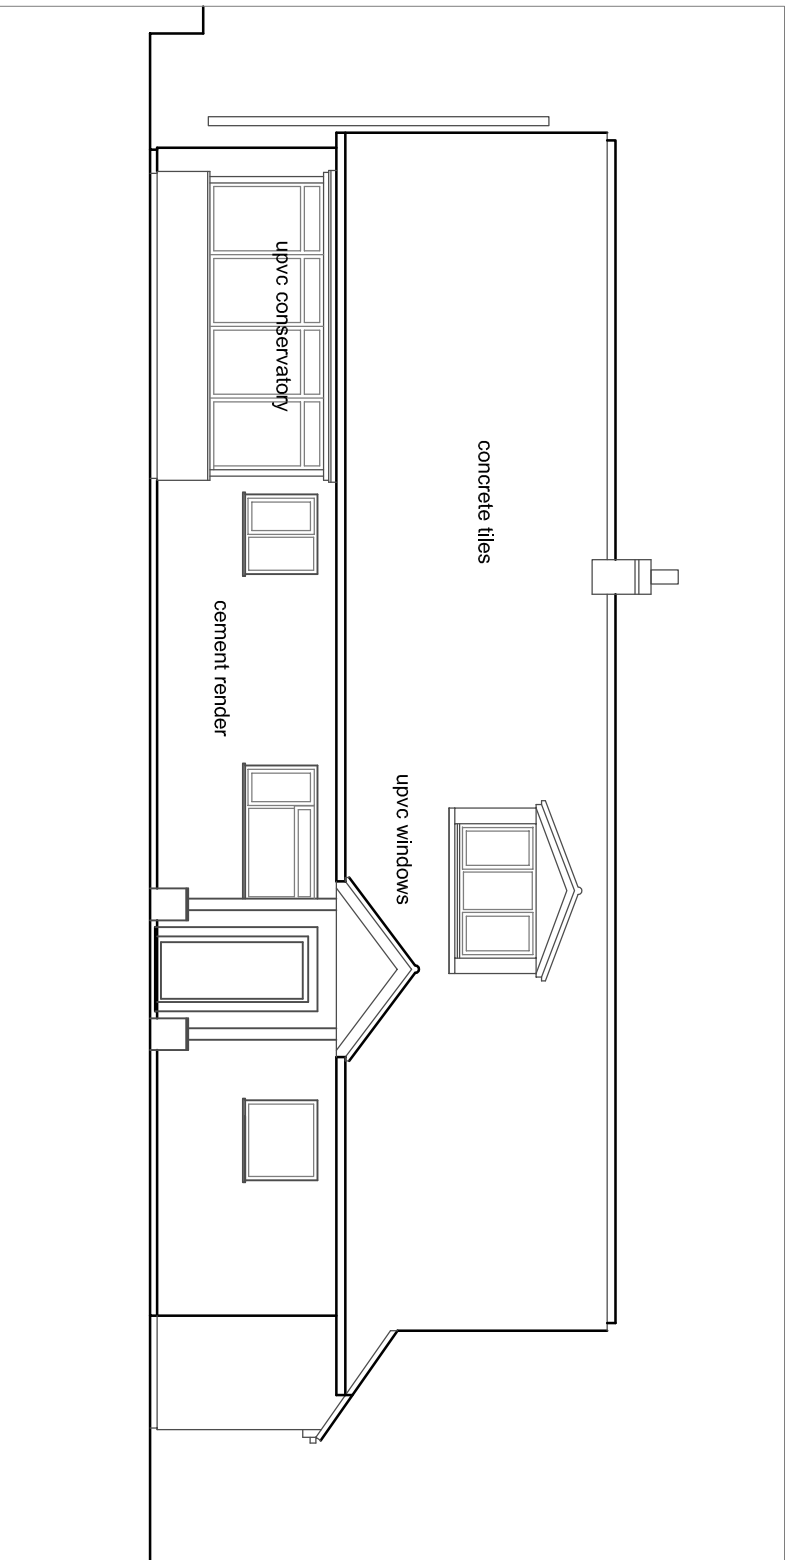 concrete tiles
upvc windows
upvc conservatory
cement render